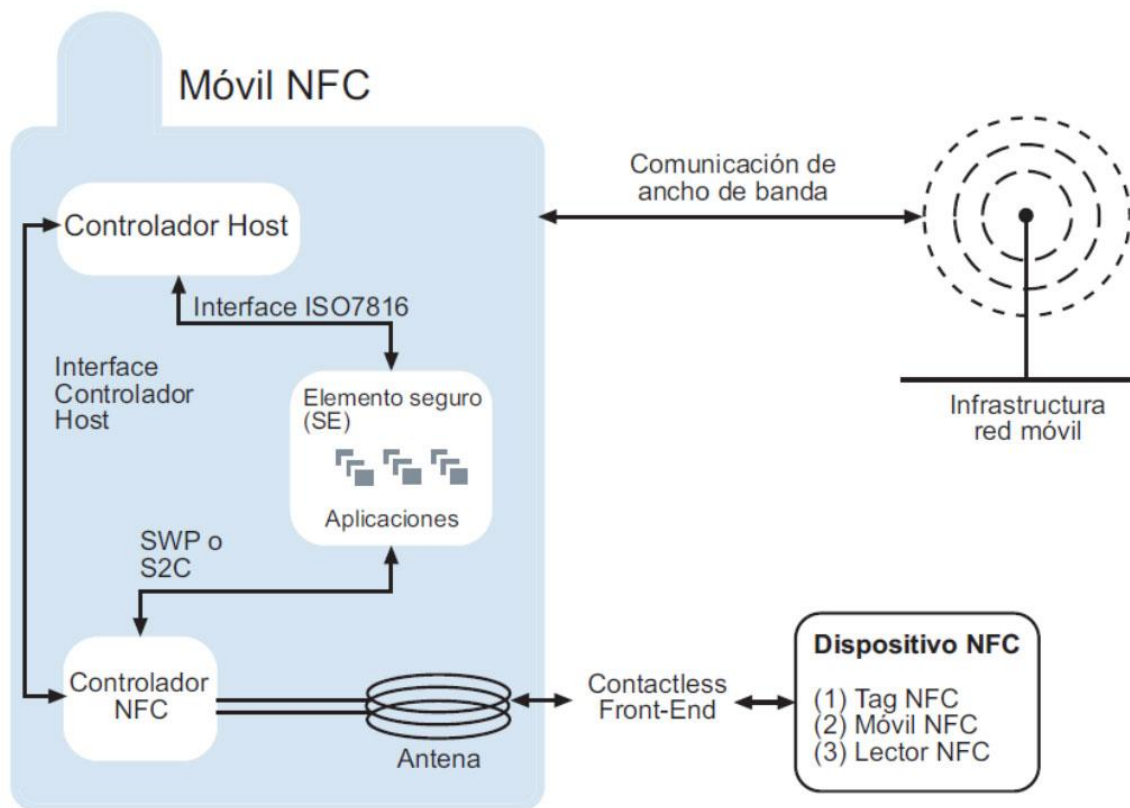 Móvil NFC
Controlador Host
Interface ISO7816
Interface
Controlador
Host
Elemento seguro
(SE)
Aplicaciones
SWP o
S2C
Controlador
NFC
Antena
Comunicación de
ancho de banda
Infrastructura
red móvil
Contactless
Front-End
Dispositivo NFC
(1) Tag NFC
(2) Móvil NFC
(3) Lector NFC